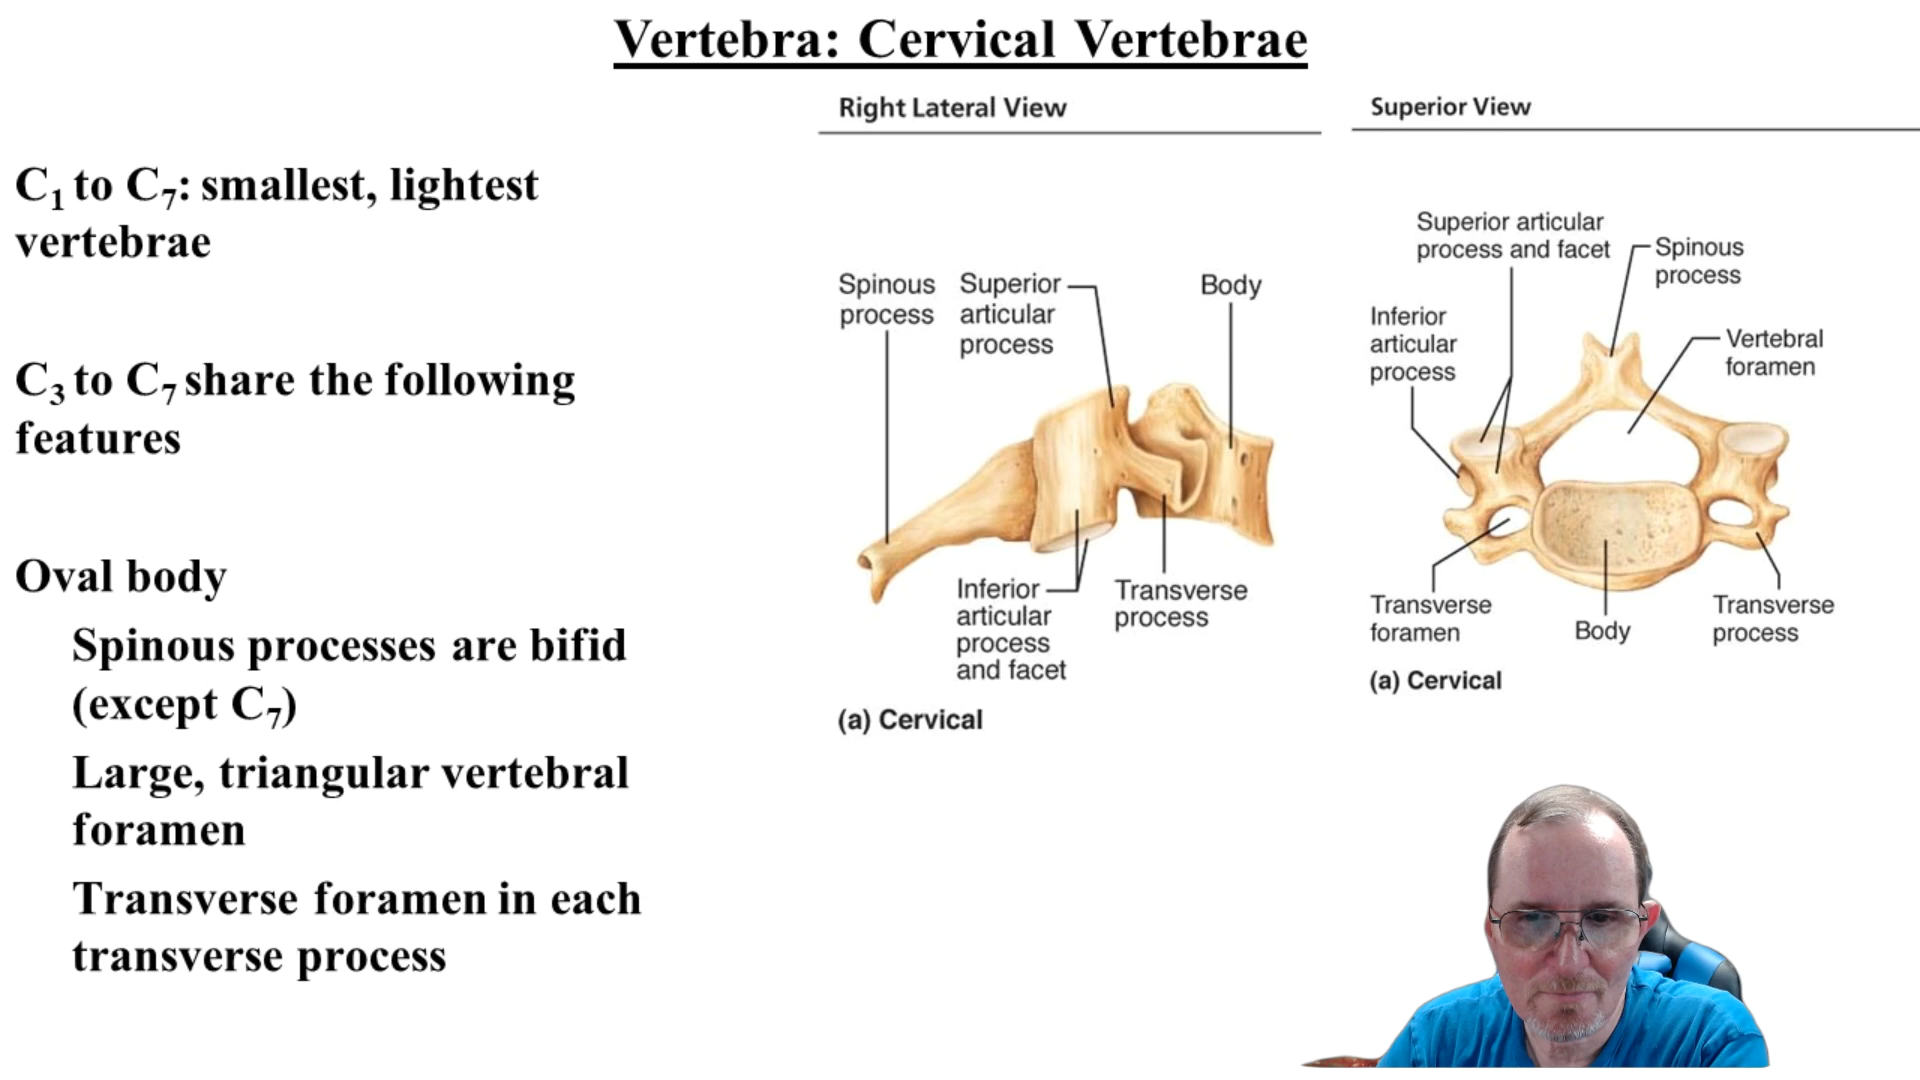 Vertebra: Cervical Vertebrae
C1 to C7: smallest, lightest
vertebrae
C3 to C7 share the following
features
Oval body
Spinous processes are bifid
(except C7)
Large, triangular vertebral
foramen
Transverse foramen in each
transverse process
Right Lateral View
Spinous
process
Superior
articular
process
Body
Inferior
articular
process
and facet
Transverse
process
(a) Cervical
Superior View
Superior articular
process and facet
Spinous
process
Inferior
articular
process
Vertebral
foramen
Transverse
foramen
Body
Transverse
process
(a) Cervical